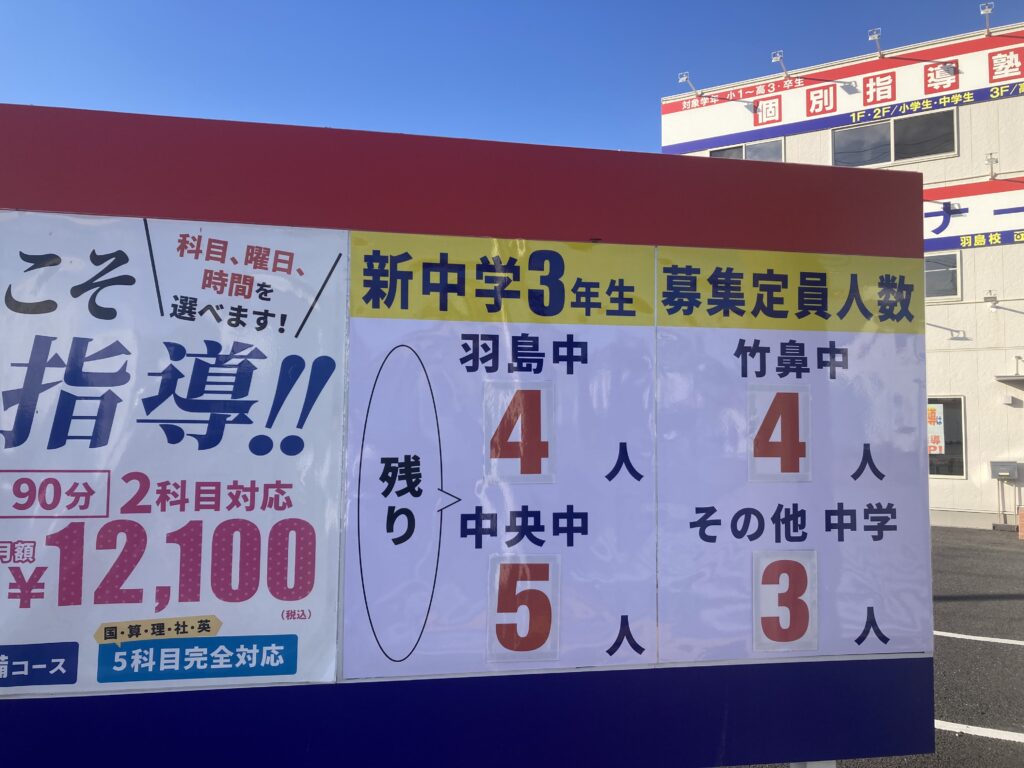 対象学年 小1〜高3・卒生
個別指導塾
1F・2F/小学生・中学生 3F/高
ナー
羽島校
こそ
科目、曜日、
時間を
選べます!
指導!!
90分 2科目対応
月額
¥12,100
(税込)
国・算・理・社・英
5科目完全対応
備コース
新中学3年生 募集定員人数
残り
羽島中
4人
竹鼻中
4人
中央中
5人
その他 中学
3人